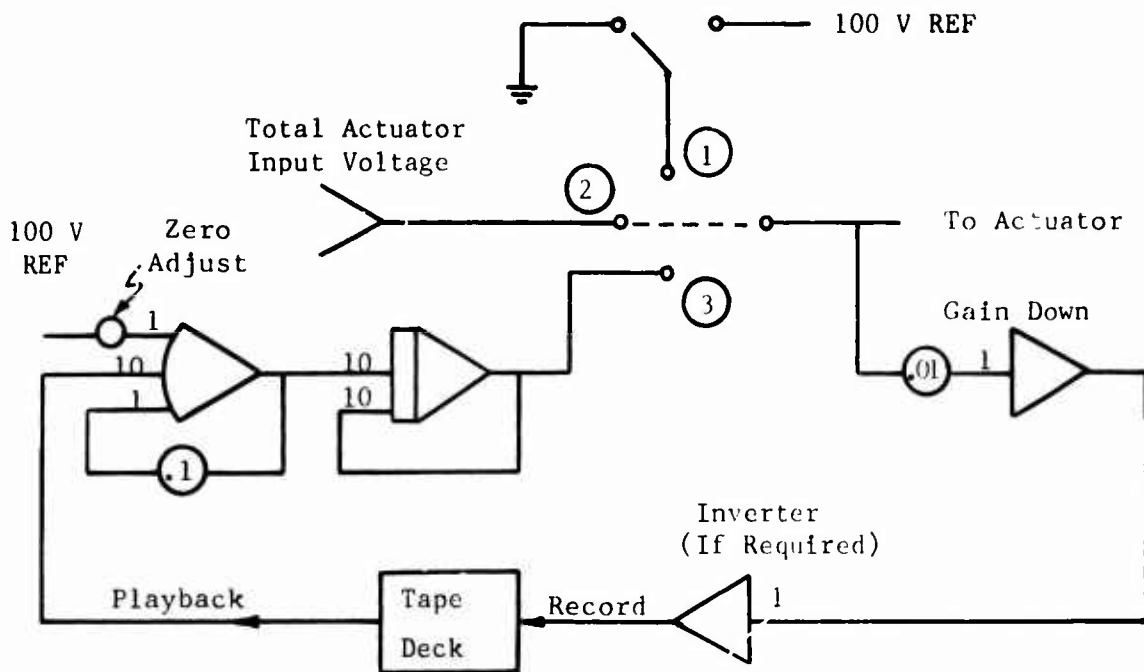 100 V REF
Total Actuator
Input Voltage
1
2
To Actuator
100 V
REF
Zero
Adjust
3
Gain Down
1
10
1
.1
10
10
.01
1
Inverter
(If Required)
1
Playback
Tape
Deck
Record